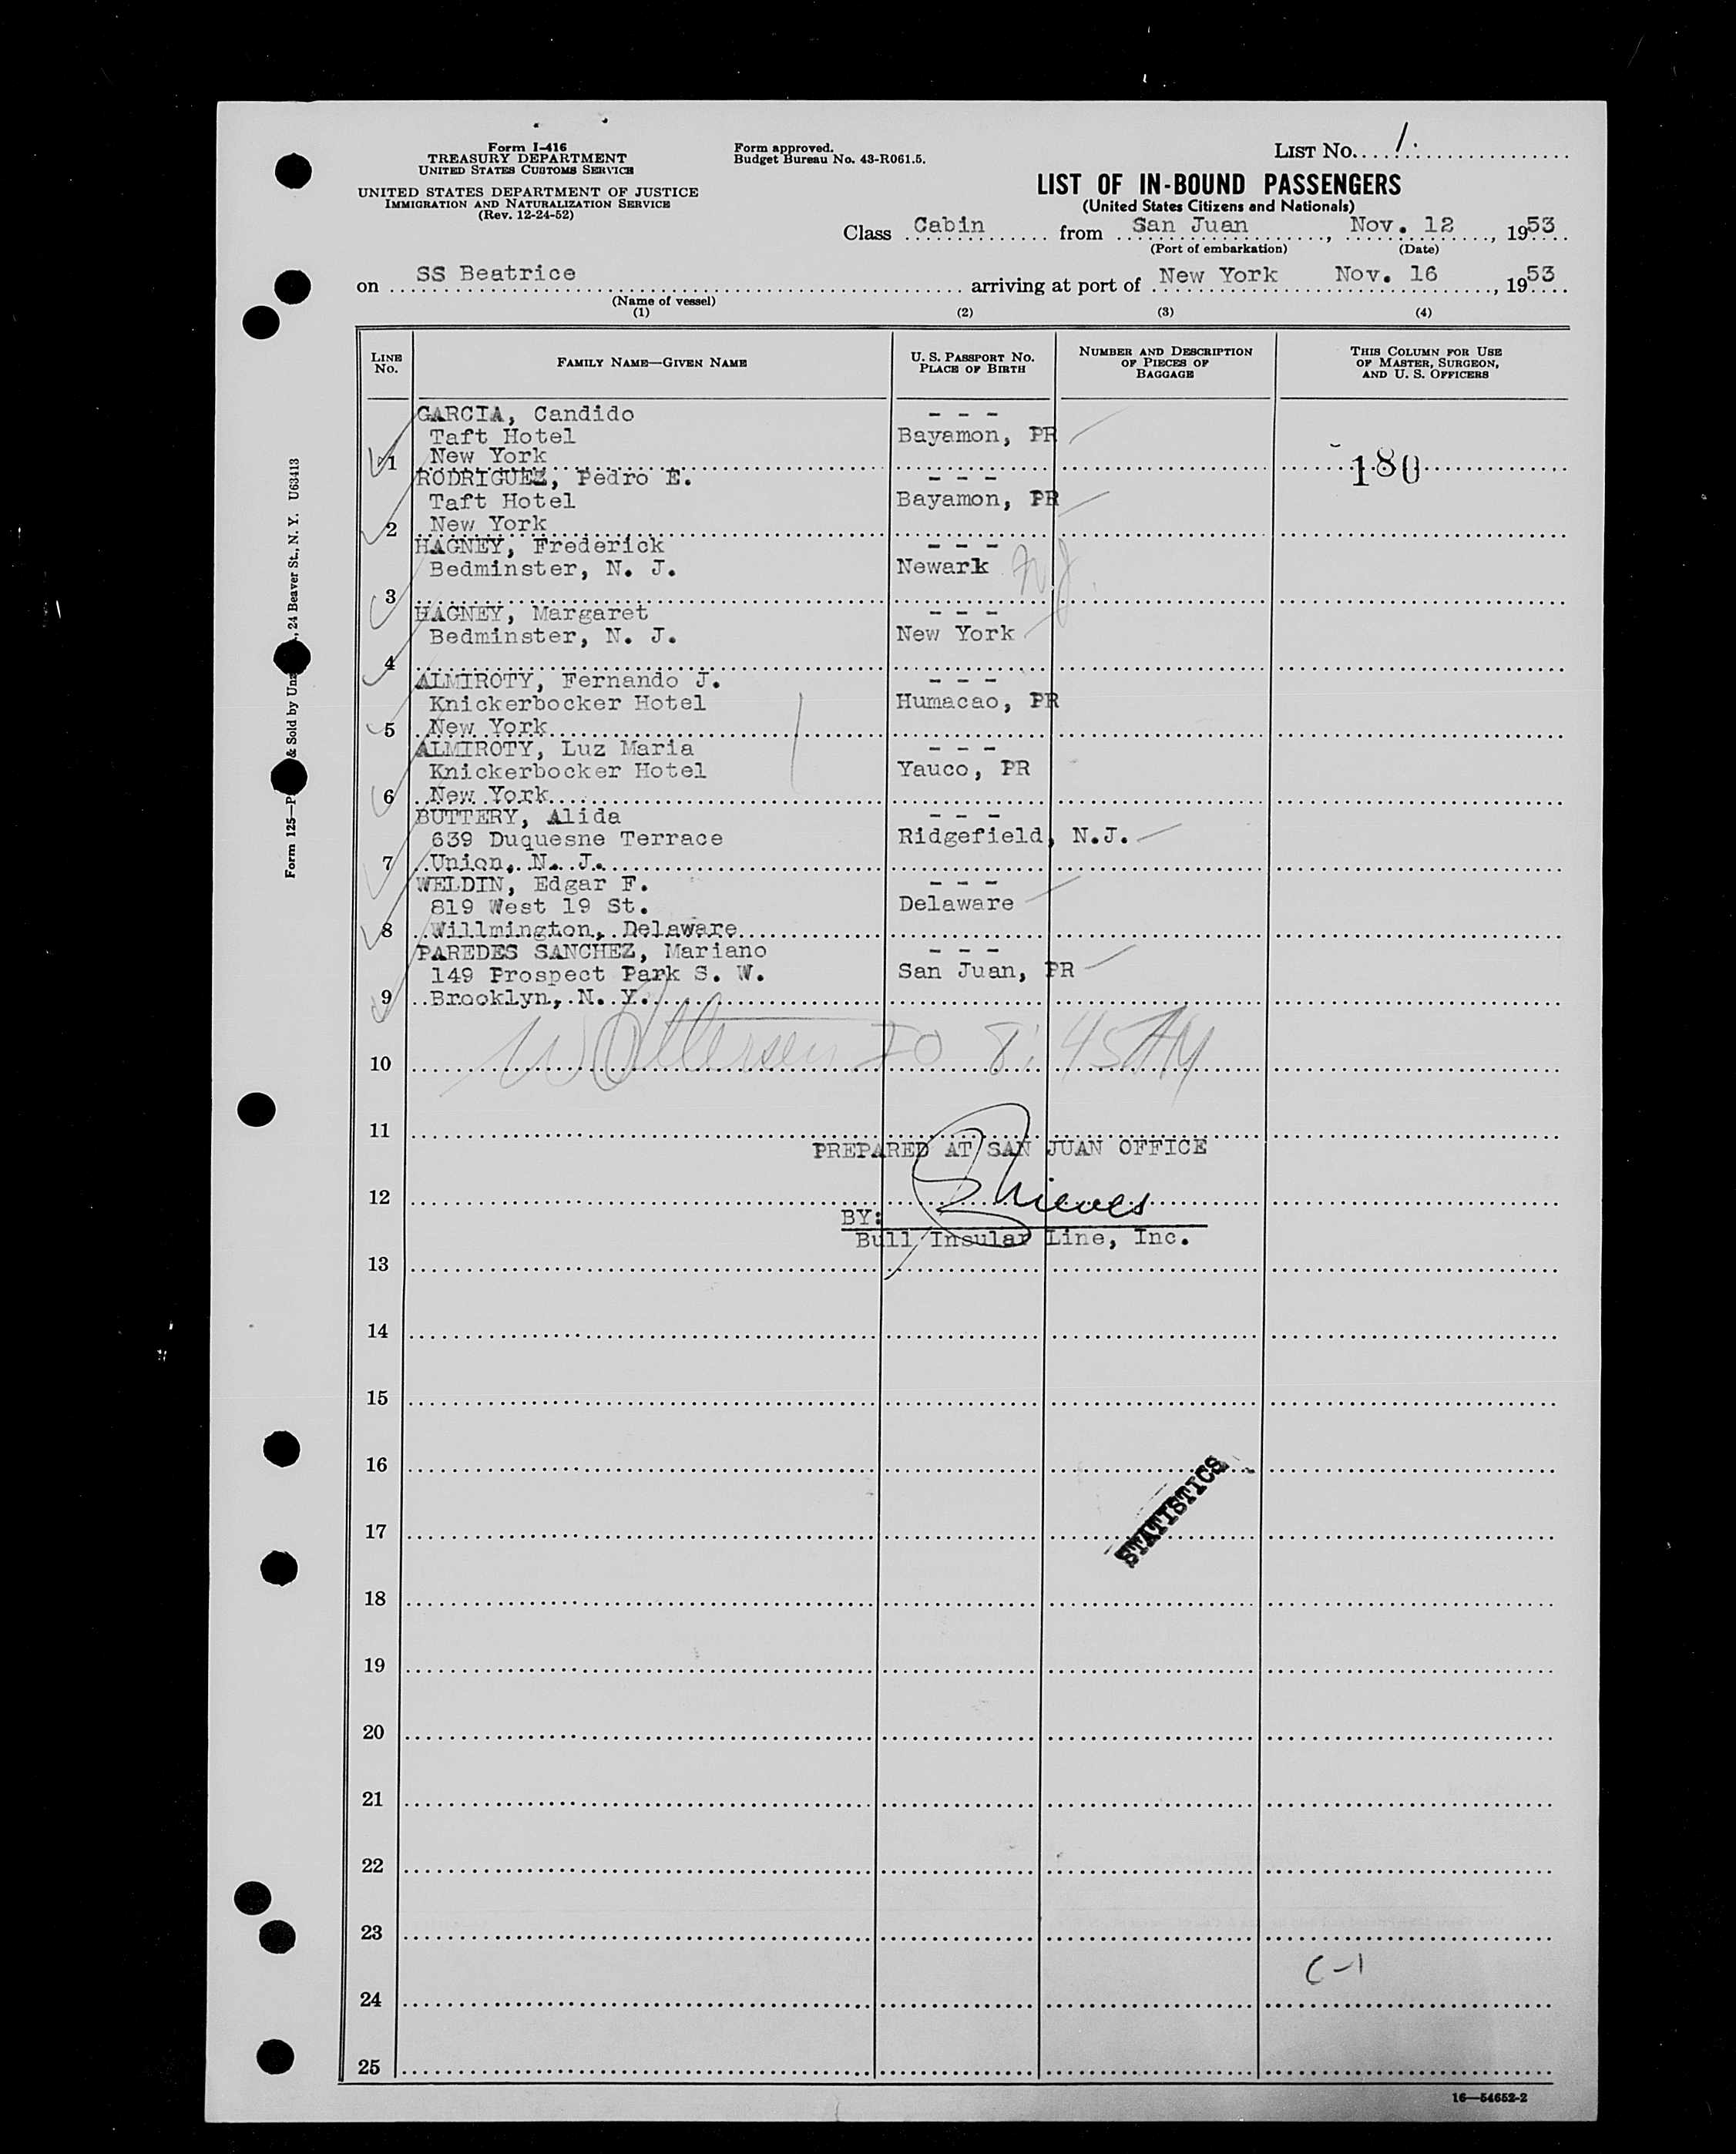 Form I-416
TREASURY DEPARTMENT
UNITED STATES CUSTOMS SERVICE
UNITED STATES DEPARTMENT OF JUSTICE
IMMIGRATION AND NATURALIZATION SERVICE
(Rev. 12-24-52)
Form approved.
Budget Bureau No. 43-R061.5.
LIST No. 1.
LIST OF IN-BOUND PASSENGERS
(United States Citizens and Nationals)
Class Cabin from San Juan, Nov. 12, 1953
(Port of embarkation) (Date)
on SS Beatrice arriving at port of New York Nov. 16, 1953
(Name of vessel)
(1) (2) (3) (4)
LINE No. FAMILY NAME—GIVEN NAME U. S. PASSPORT No. PLACE OF BIRTH NUMBER AND DESCRIPTION OF PIECES OF BAGGAGE THIS COLUMN FOR USE OF MASTER, SURGEON, AND U. S. OFFICERS
GARCIA, Candido - - -
Taft Hotel Bayamon, PR
1 New York 180
RODRIGUEZ, Pedro E. - - -
Taft Hotel Bayamon, PR
2 New York
HAGNEY, Frederick - - -
Bedminster, N. J. Newark NJ.
3
HAGNEY, Margaret - - -
Bedminster, N. J. New York
4
ALMIROTY, Fernando J. - - -
Knickerbocker Hotel Humacao, PR
5 New York
ALMIROTY, Luz Maria - - -
Knickerbocker Hotel Yauco, PR
6 New York
BUTTERY, Alida - - -
639 Duquesne Terrace Ridgefield, N.J.
7 Union, N. J.
WELDIN, Edgar F. - - -
819 West 19 St. Delaware
8 Willmington, Delaware
PAREDES SANCHEZ, Mariano - - -
149 Prospect Park S. W. San Juan, PR
9 Brooklyn, N. Y.
10 8:45 AM
11
PREPARED AT SAN JUAN OFFICE
12
BY: Nieves
Bull Insular Line, Inc.
13
14
15
16
STATISTICS
17
18
19
20
21
22
23
C-1
24
25
16—54652-2
Form 125—P & Sold by Una , 24 Beaver St., N. Y. U63413